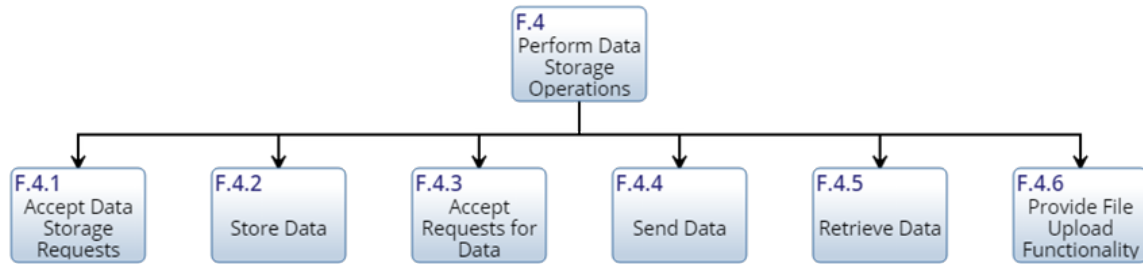 F.4
Perform Data
Storage
Operations
F.4.1
Accept Data
Storage
Requests
F.4.2
Store Data
F.4.3
Accept
Requests for
Data
F.4.4
Send Data
F.4.5
Retrieve Data
F.4.6
Provide File
Upload
Functionality